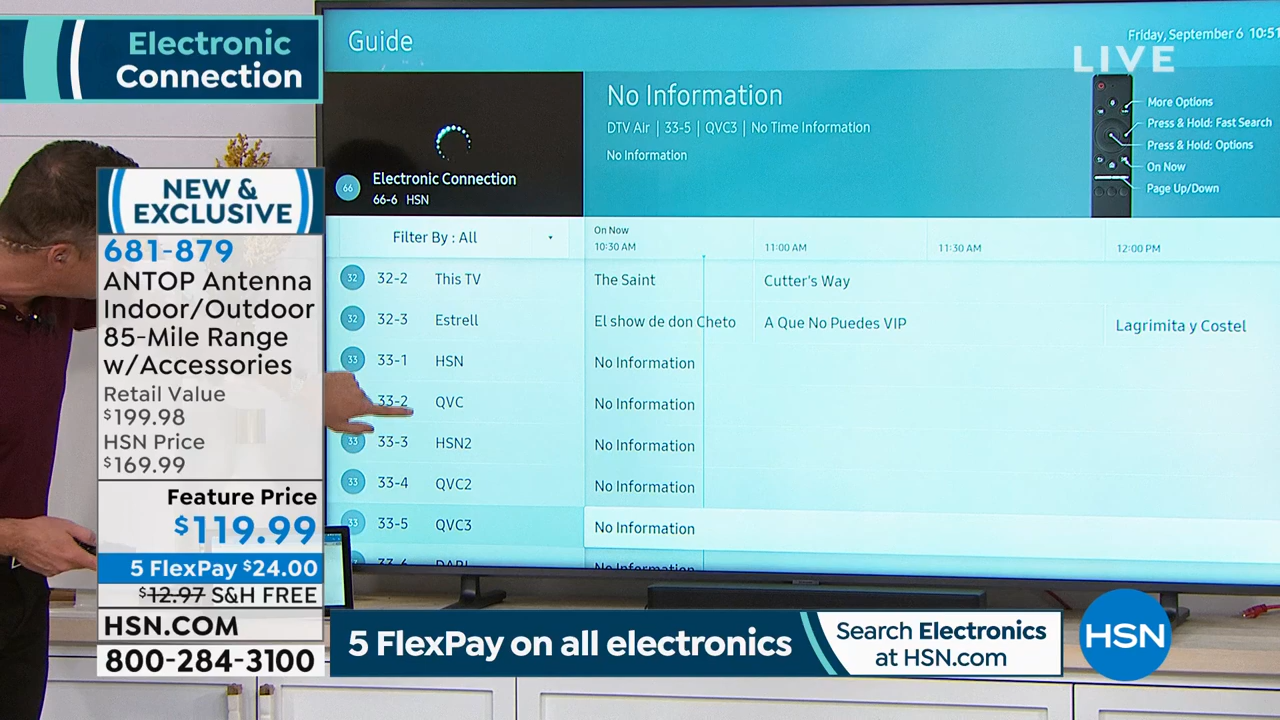 Electronic
Connection
NEW &
EXCLUSIVE
681-879
ANTOP Antenna
Indoor/Outdoor
85-Mile Range
w/Accessories
Retail Value
$199.98
HSN Price
$169.99
Feature Price
$119.99
5 FlexPay $24.00
$12.97 S&H FREE
HSN.COM
800-284-3100
Guide
Friday, September 6 10:51
LIVE
66 Electronic Connection
66-6 HSN
No Information
DTV Air | 33-5 | QVC3 | No Time Information
No Information
More Options
Press & Hold: Fast Search
Press & Hold: Options
On Now
Page Up/Down
Filter By : All
On Now
10:30 AM 11:00 AM 11:30 AM 12:00 PM
32 32-2 This TV The Saint Cutter's Way
32 32-3 Estrell El show de don Cheto A Que No Puedes VIP Lagrimita y Costel
33 33-1 HSN No Information
33-2 QVC No Information
33 33-3 HSN2 No Information
33 33-4 QVC2 No Information
33 33-5 QVC3 No Information
No Information
5 FlexPay on all electronics
Search Electronics
at HSN.com
HSN